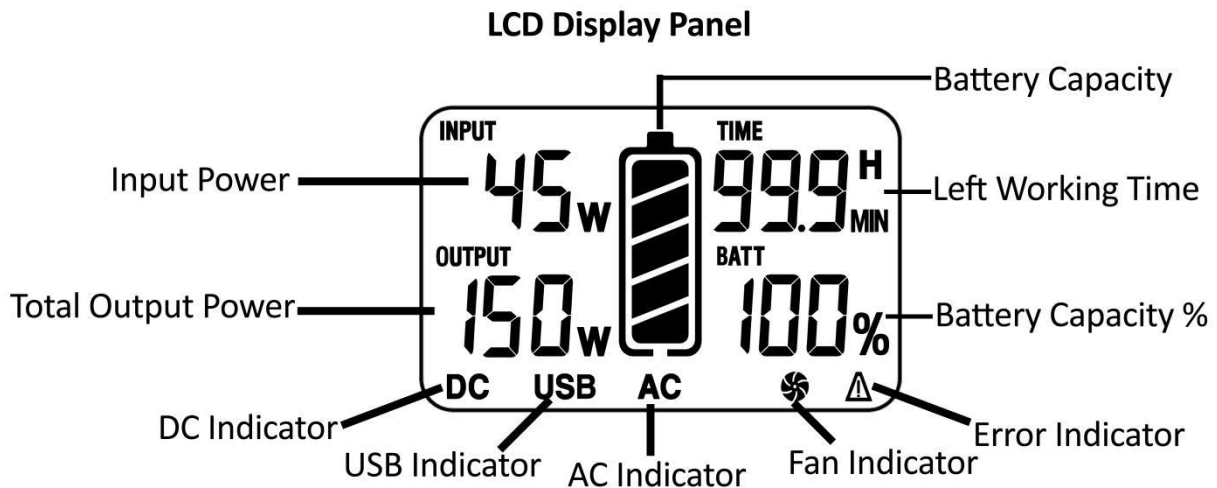 LCD Display Panel
Battery Capacity
INPUT
45W
TIME
99.9 H MIN
Input Power
Left Working Time
OUTPUT
150W
BATT
100%
Total Output Power
Battery Capacity %
DC USB AC
DC Indicator
USB Indicator
AC Indicator
Fan Indicator
Error Indicator